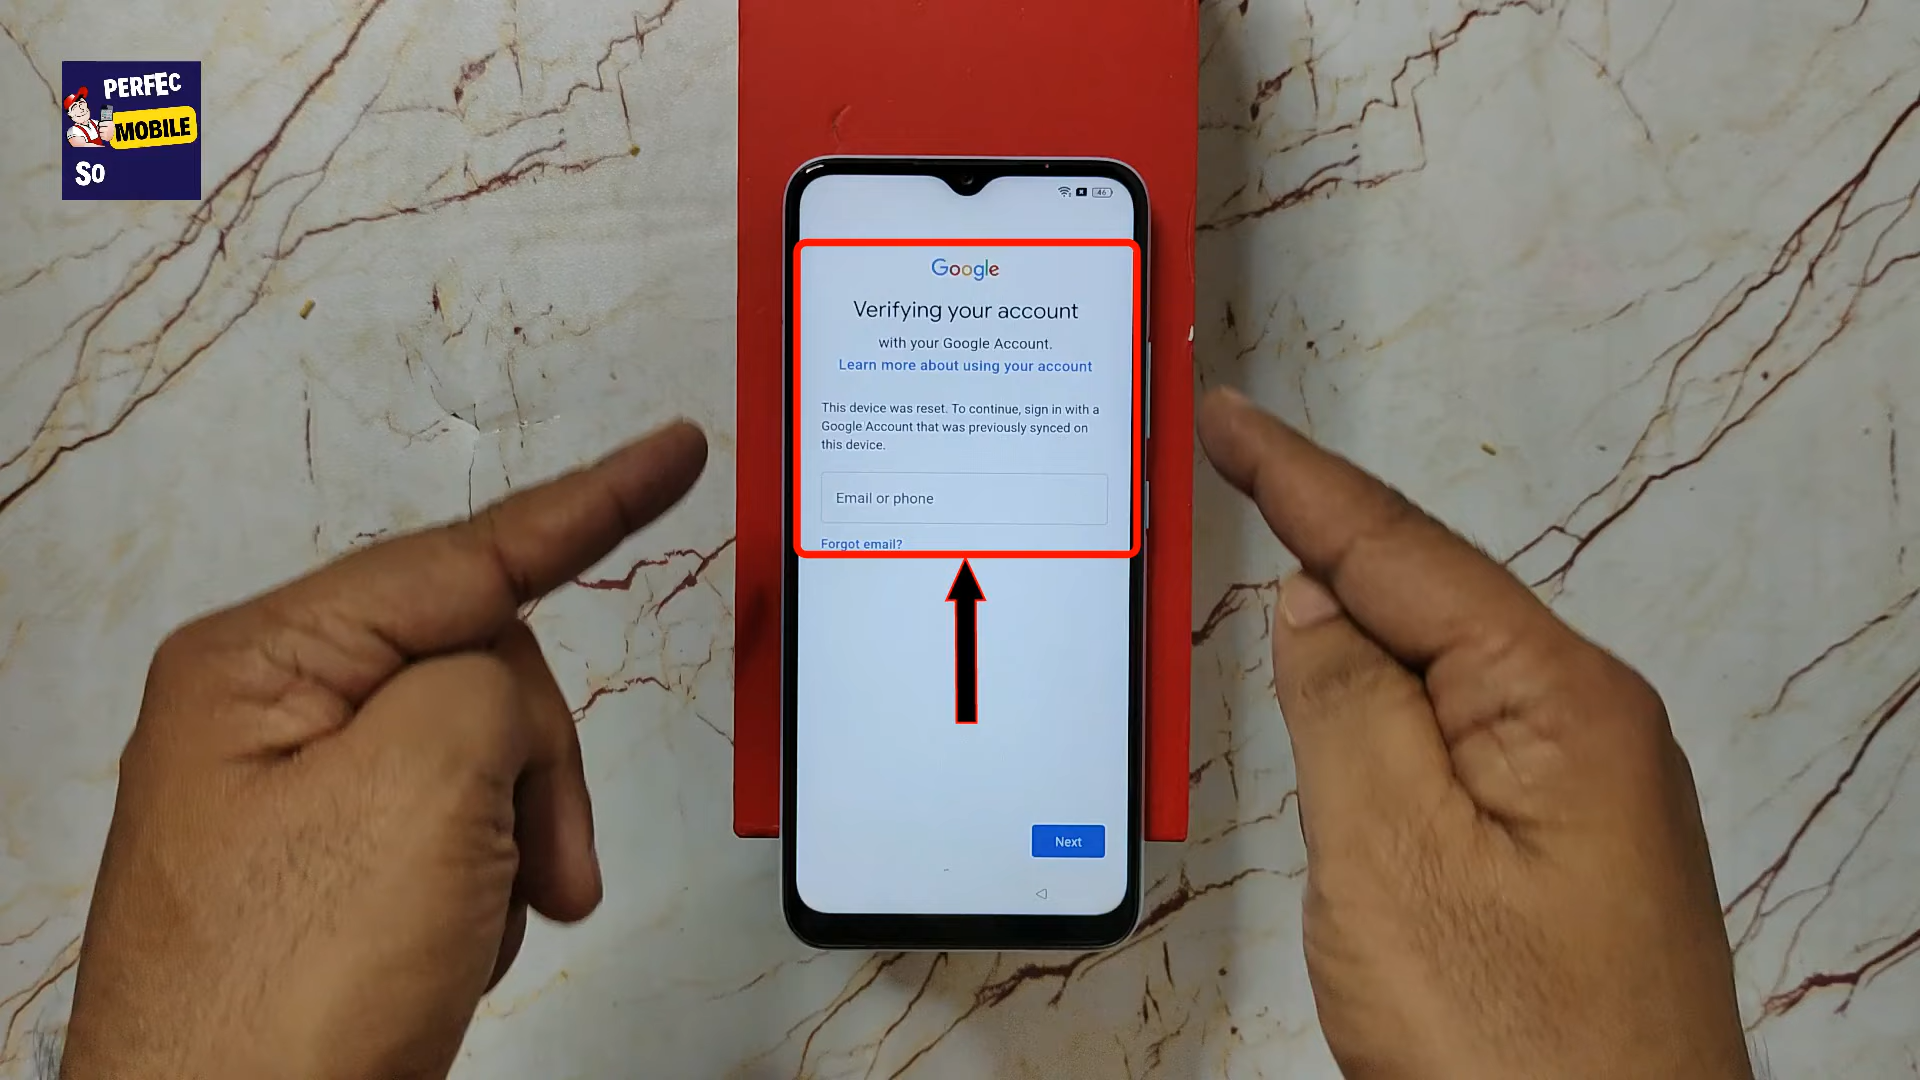 PERFEC
MOBILE
So
46
Google
Verifying your account
with your Google Account.
Learn more about using your account
This device was reset. To continue, sign in with a
Google Account that was previously synced on
this device.
Email or phone
Forgot email?
Next